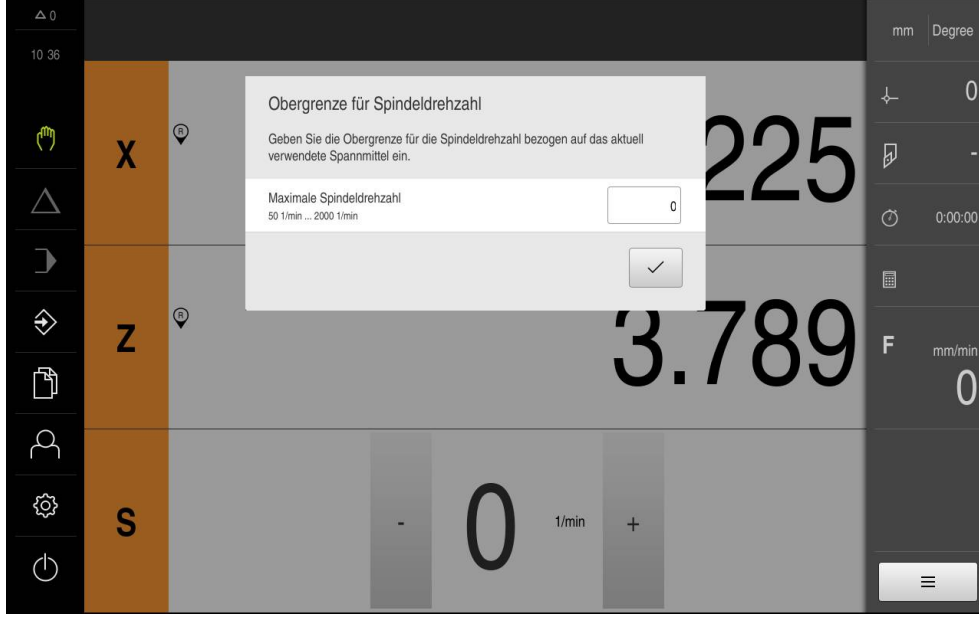 0
10 36
mm
Degree
Obergrenze für Spindeldrehzahl
Geben Sie die Obergrenze für die Spindeldrehzahl bezogen auf das aktuell
verwendete Spannmittel ein.
Maximale Spindeldrehzahl
50 1/min ... 2000 1/min
0
X
R
225
0
-
0:00:00
Z
R
3.789
F
mm/min
0
S
-
0
1/min
+